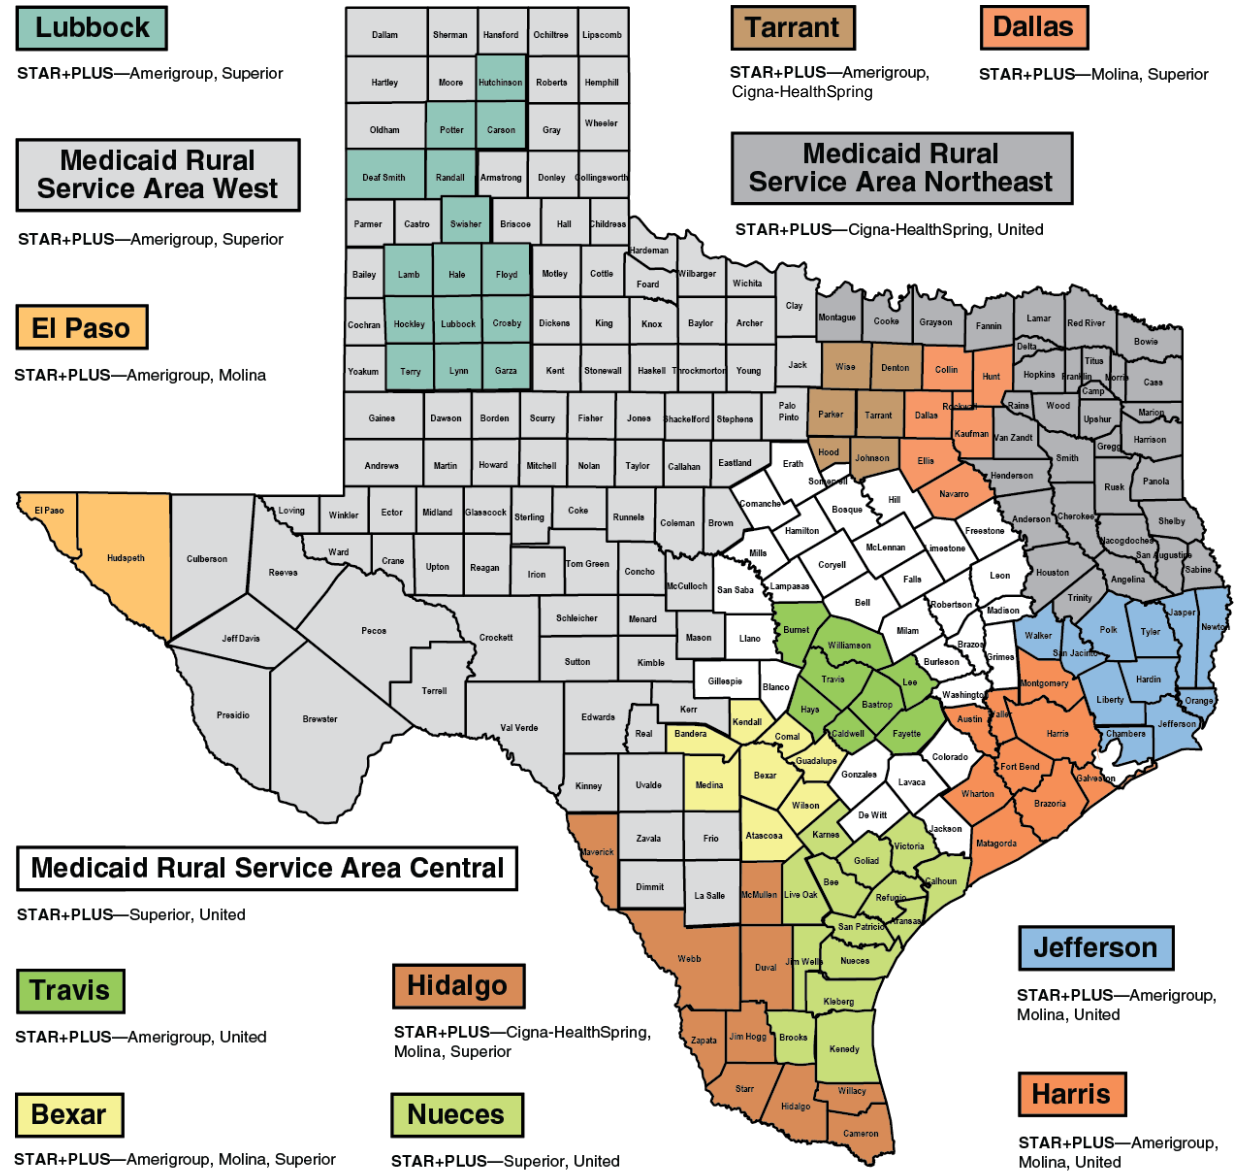 Lubbock
STAR+PLUS—Amerigroup, Superior
Tarrant
STAR+PLUS—Amerigroup,
Cigna-HealthSpring
Dallas
STAR+PLUS—Molina, Superior
Medicaid Rural
Service Area West
STAR+PLUS—Amerigroup, Superior
Medicaid Rural
Service Area Northeast
STAR+PLUS—Cigna-HealthSpring, United
El Paso
STAR+PLUS—Amerigroup, Molina
Dallam Sherman Hansford Ochiltree Lipscomb
Hartley Moore Hutchinson Roberts Hemphill
Oldham Potter Carson Gray Wheeler
Deaf Smith Randall Armstrong Donley Collingsworth
Parmer Castro Swisher Briscoe Hall Childress
Hardeman
Bailey Lamb Hale Floyd Motley Cottle Foard Wilbarger Wichita
Clay Montague Cooke Grayson Fannin Lamar Red River Bowie
Cochran Hockley Lubbock Crosby Dickens King Knox Baylor Archer
Delta Titus
Yoakum Terry Lynn Garza Kent Stonewall Haskell Throckmorton Young Jack Wise Denton Collin Hunt Hopkins Franklin Morris Cass
Camp
Gaines Dawson Borden Scurry Fisher Jones Shackelford Stephens Palo Pinto Parker Tarrant Dallas Rockwall Rains Wood Upshur Marion
Kaufman Van Zandt Gregg Harrison
Andrews Martin Howard Mitchell Nolan Taylor Callahan Eastland Erath Hood Johnson Ellis Smith
Somervell Henderson Rusk Panola
El Paso Loving Winkler Ector Midland Glasscock Sterling Coke Runnels Coleman Brown Comanche Bosque Hill Navarro
Hamilton Freestone Anderson Cherokee Shelby
Hudspeth Culberson Reeves Ward Crane Upton Reagan Irion Tom Green Concho McCulloch San Saba Mills McLennan Limestone Nacogdoches San Augustine
Lampasas Coryell Falls Leon Houston Angelina Sabine
Bell Robertson Madison Trinity
Jeff Davis Pecos Crockett Schleicher Menard Mason Llano Burnet Williamson Milam Brazos Grimes Walker San Jacinto Polk Tyler Jasper Newton
Sutton Kimble Burleson
Presidio Brewster Terrell Val Verde Edwards Kerr Real Gillespie Blanco Travis Lee Washington Montgomery Liberty Hardin Orange
Kendall Hays Bastrop Austin Waller Harris Chambers Jefferson
Bandera Comal Caldwell Fayette
Kinney Uvalde Medina Bexar Guadalupe Gonzales Lavaca Colorado Fort Bend Galveston
Wilson Wharton Brazoria
Maverick Zavala Frio Atascosa Karnes De Witt Jackson Matagorda
Victoria Goliad
Dimmit La Salle McMullen Live Oak Bee Calhoun
Refugio Aransas
San Patricio
Webb Duval Jim Wells Nueces
Kleberg
Zapata Jim Hogg Brooks Kenedy
Starr Hidalgo Willacy
Cameron
Medicaid Rural Service Area Central
STAR+PLUS—Superior, United
Travis
STAR+PLUS—Amerigroup, United
Hidalgo
STAR+PLUS—Cigna-HealthSpring,
Molina, Superior
Jefferson
STAR+PLUS—Amerigroup,
Molina, United
Bexar
STAR+PLUS—Amerigroup, Molina, Superior
Nueces
STAR+PLUS—Superior, United
Harris
STAR+PLUS—Amerigroup,
Molina, United